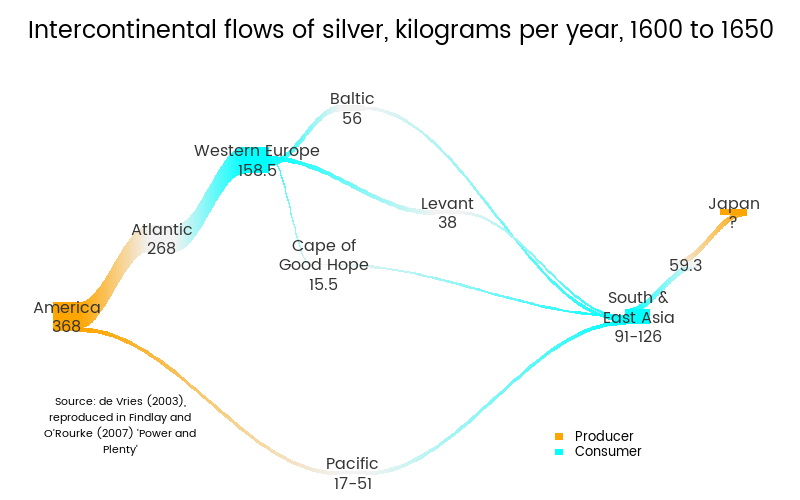 Intercontinental flows of silver, kilograms per year, 1600 to 1650
Baltic
56
Western Europe
158.5
Levant
38
Japan
?
Atlantic
268
Cape of
Good Hope
15.5
59.3
South &
East Asia
91-126
America
368
Source: de Vries (2003),
reproduced in Findlay and
O'Rourke (2007) 'Power and
Plenty'
Producer
Consumer
Pacific
17-51